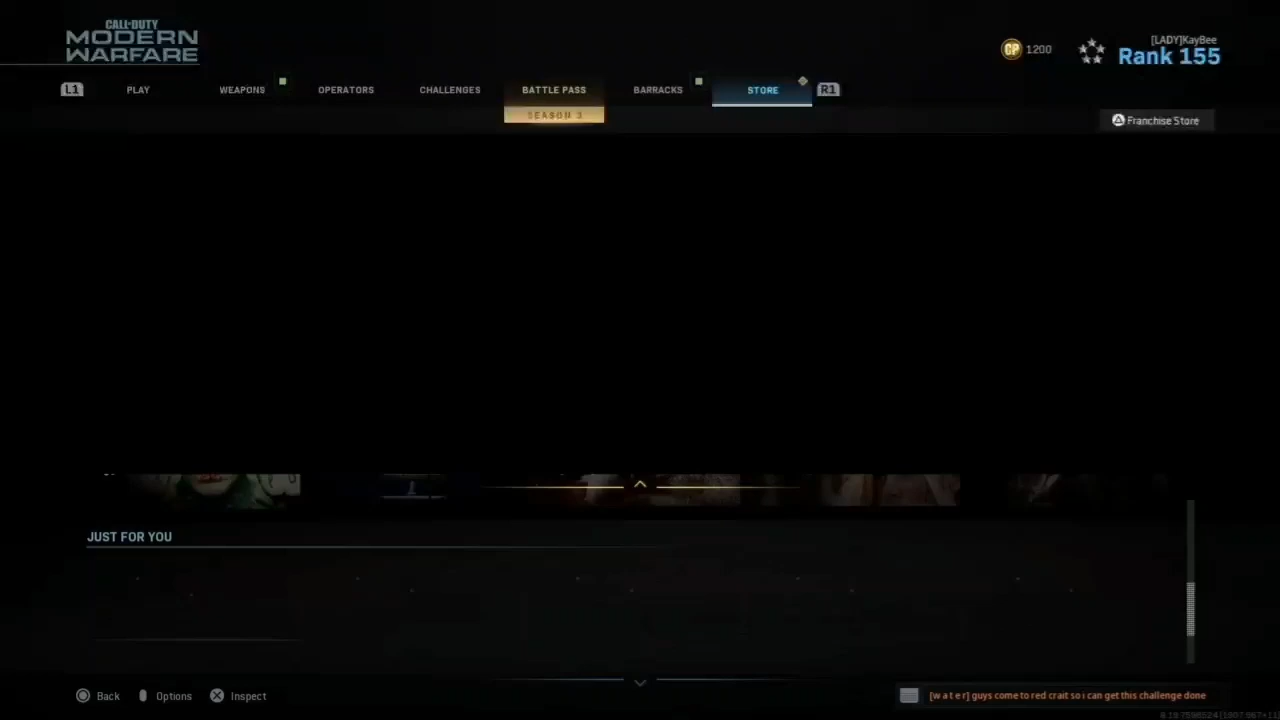 CALL·DUTY
MODERN
WARFARE
CP 1200
[LADY]KayBee
Rank 155
L1 PLAY WEAPONS OPERATORS CHALLENGES BATTLE PASS BARRACKS STORE R1
SEASON 3
Franchise Store
JUST FOR YOU
Back Options Inspect
[w a t e r] guys come to red crait so i can get this challenge done